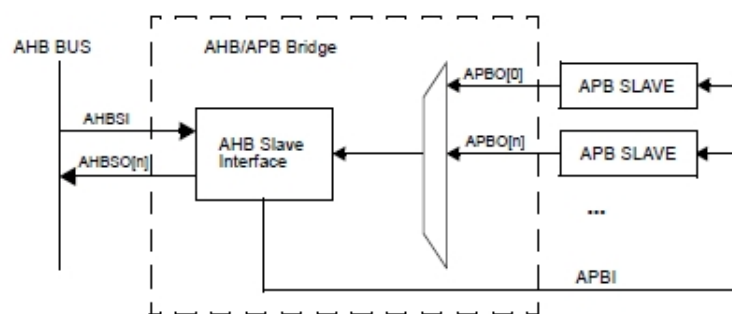 AHB BUS
AHB/APB Bridge
AHBSI
AHBSO[n]
AHB Slave
Interface
APBO[0]
APBO[n]
APB SLAVE
APB SLAVE
...
APBI